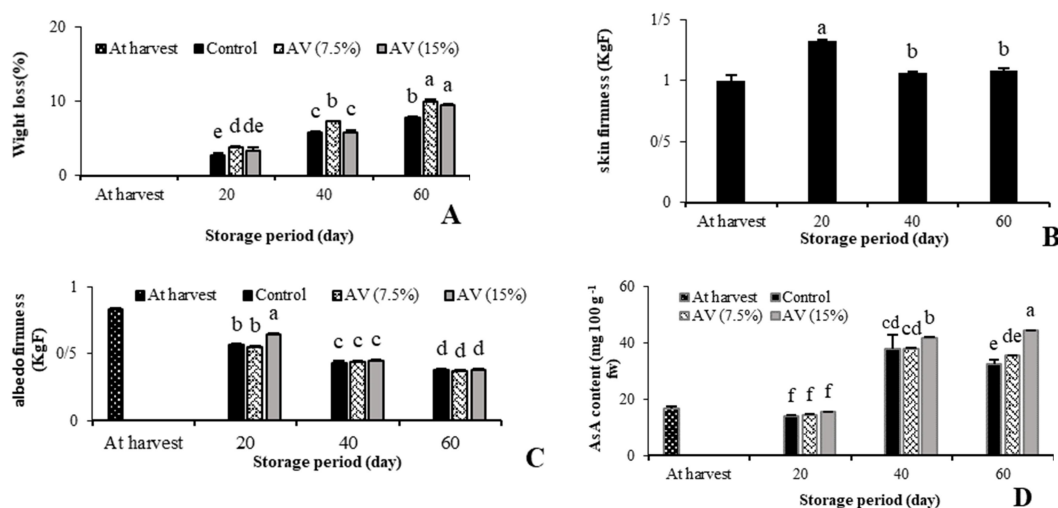 20
10
0
Wight loss(%)
At harvest Control AV (7.5%) AV (15%)
e d de
c b c
b a a
At harvest 20 40 60
Storage period (day)
A
1/5
1
0/5
0
skin firmness (KgF)
a
b
b
At harvest 20 40 60
Storage period (day)
B
1
0/5
0
albedofirmness
(KgF)
At harvest Control AV (7.5%) AV (15%)
b b a
c c c
d d d
At harvest 20 40 60
Storage period (day)
C
60
40
20
0
AsA content (mg 100 g-1
fw)
At harvest Control
AV (7.5%) AV (15%)
f f f
cd cd b
e de a
At harvest 20 40 60
Storage period (day)
D